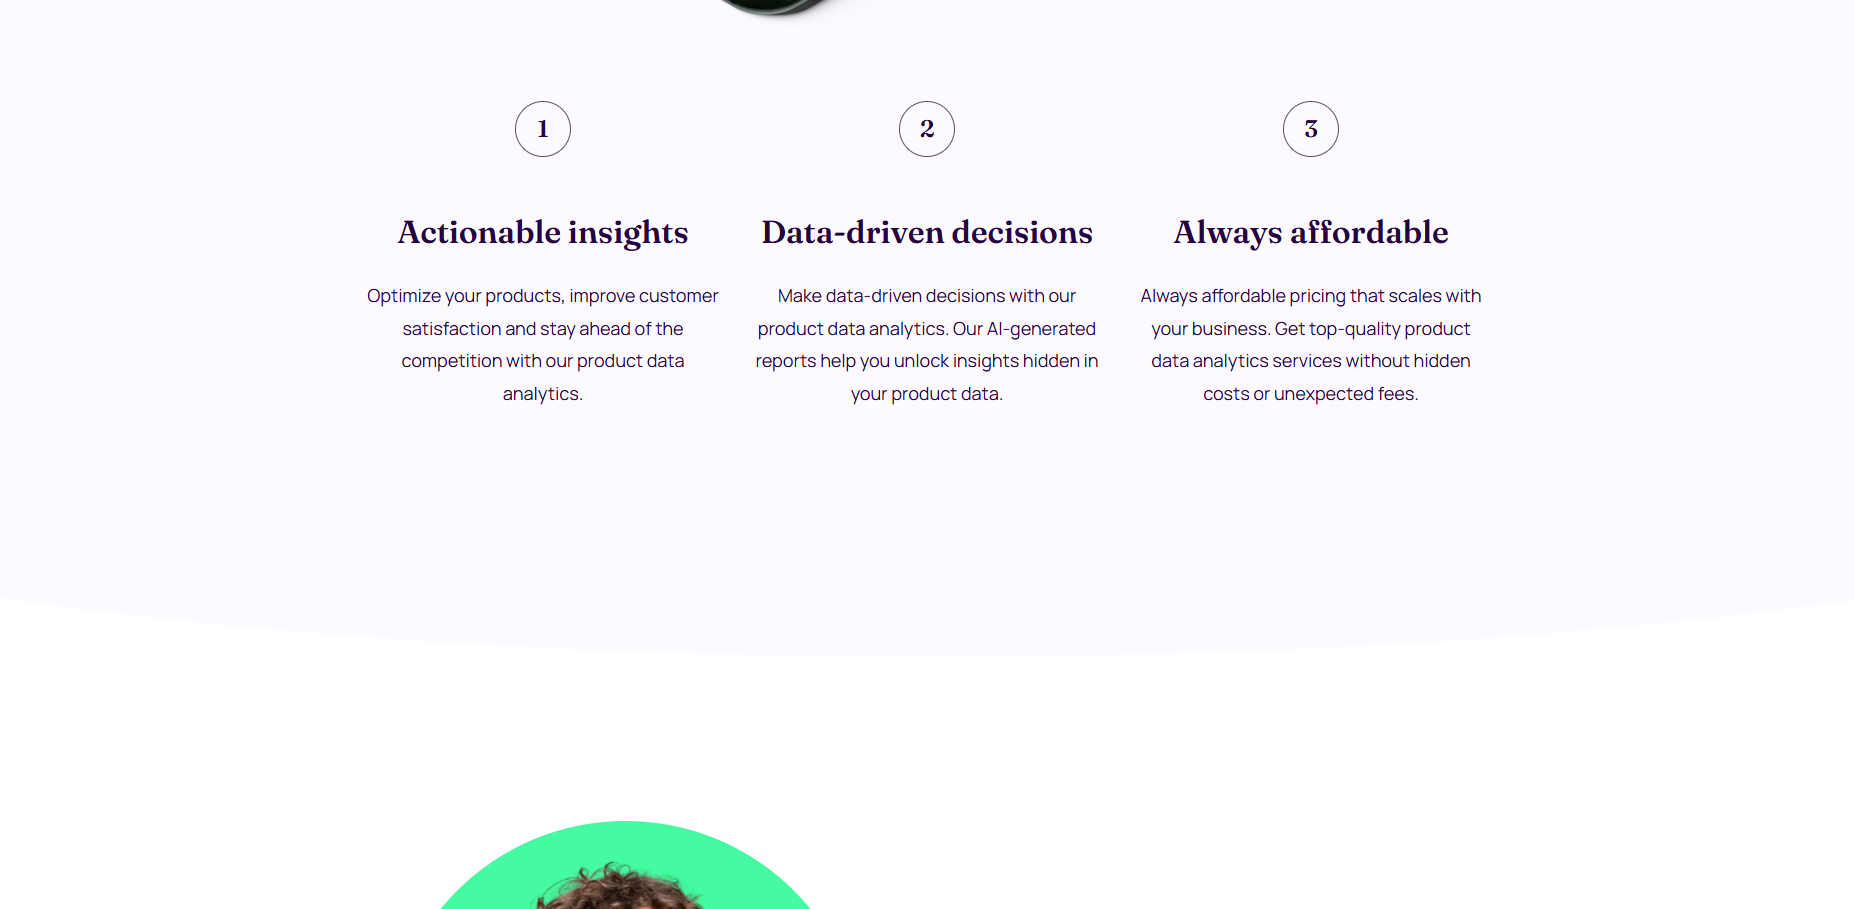 1
Actionable insights
Optimize your products, improve customer
satisfaction and stay ahead of the
competition with our product data
analytics.
2
Data-driven decisions
Make data-driven decisions with our
product data analytics. Our AI-generated
reports help you unlock insights hidden in
your product data.
3
Always affordable
Always affordable pricing that scales with
your business. Get top-quality product
data analytics services without hidden
costs or unexpected fees.